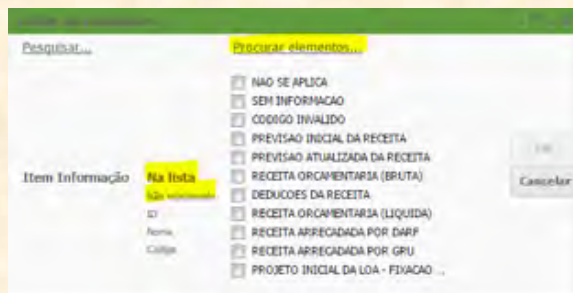 Pesquisar...
Procurar elementos...
NAO SE APLICA
SEM INFORMACAO
CODIGO INVALIDO
PREVISAO INICIAL DA RECEITA
PREVISAO ATUALIZADA DA RECEITA
Item Informação
Na lista
RECEITA ORCAMENTARIA (BRUTA)
Cancelar
DEDUCOES DA RECEITA
ID
RECEITA ORCAMENTARIA (LIQUIDA)
Nome
RECEITA ARRECADADA POR DARF
Código
RECEITA ARRECADADA POR GRU
PROJETO INICIAL DA LOA - FIXACAO ...